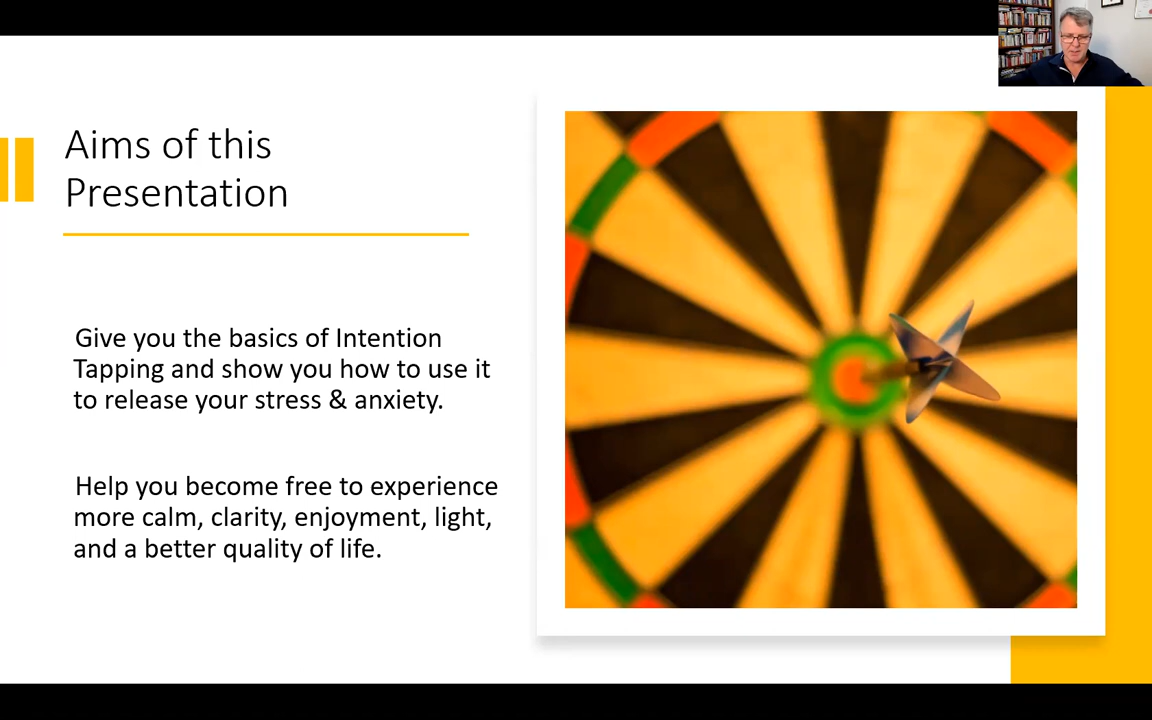 Aims of this
Presentation
Give you the basics of Intention
Tapping and show you how to use it
to release your stress & anxiety.
Help you become free to experience
more calm, clarity, enjoyment, light,
and a better quality of life.